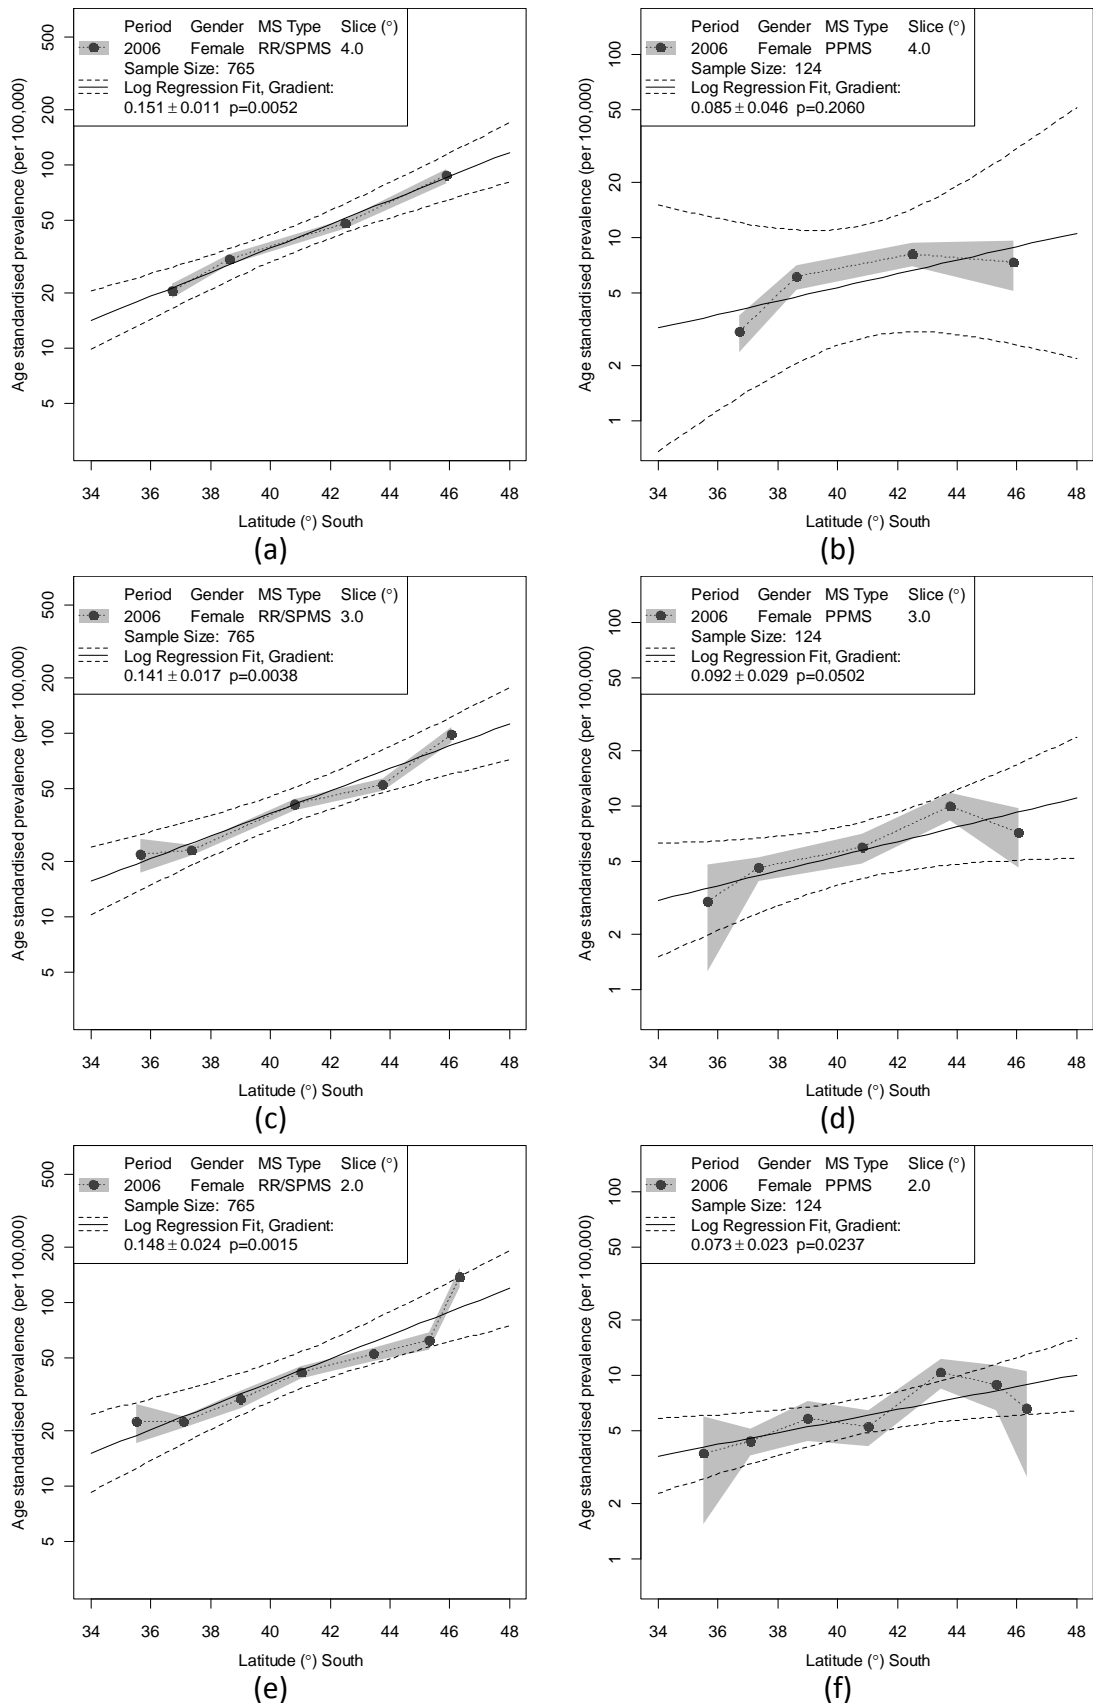 Period Gender MS Type Slice (°)
2006 Female RR/SPMS 4.0
Sample Size: 765
Log Regression Fit, Gradient:
0.151 ± 0.011 p=0.0052
Age standardised prevalence (per 100,000)
500
200
100
50
20
10
5
34 36 38 40 42 44 46 48
Latitude (°) South
(a)
Period Gender MS Type Slice (°)
2006 Female PPMS 4.0
Sample Size: 124
Log Regression Fit, Gradient:
0.085 ± 0.046 p=0.2060
Age standardised prevalence (per 100,000)
100
50
20
10
5
2
1
34 36 38 40 42 44 46 48
Latitude (°) South
(b)
Period Gender MS Type Slice (°)
2006 Female RR/SPMS 3.0
Sample Size: 765
Log Regression Fit, Gradient:
0.141 ± 0.017 p=0.0038
Age standardised prevalence (per 100,000)
500
200
100
50
20
10
5
34 36 38 40 42 44 46 48
Latitude (°) South
(c)
Period Gender MS Type Slice (°)
2006 Female PPMS 3.0
Sample Size: 124
Log Regression Fit, Gradient:
0.092 ± 0.029 p=0.0502
Age standardised prevalence (per 100,000)
100
50
20
10
5
2
1
34 36 38 40 42 44 46 48
Latitude (°) South
(d)
Period Gender MS Type Slice (°)
2006 Female RR/SPMS 2.0
Sample Size: 765
Log Regression Fit, Gradient:
0.148 ± 0.024 p=0.0015
Age standardised prevalence (per 100,000)
500
200
100
50
20
10
5
34 36 38 40 42 44 46 48
Latitude (°) South
(e)
Period Gender MS Type Slice (°)
2006 Female PPMS 2.0
Sample Size: 124
Log Regression Fit, Gradient:
0.073 ± 0.023 p=0.0237
Age standardised prevalence (per 100,000)
100
50
20
10
5
2
1
34 36 38 40 42 44 46 48
Latitude (°) South
(f)